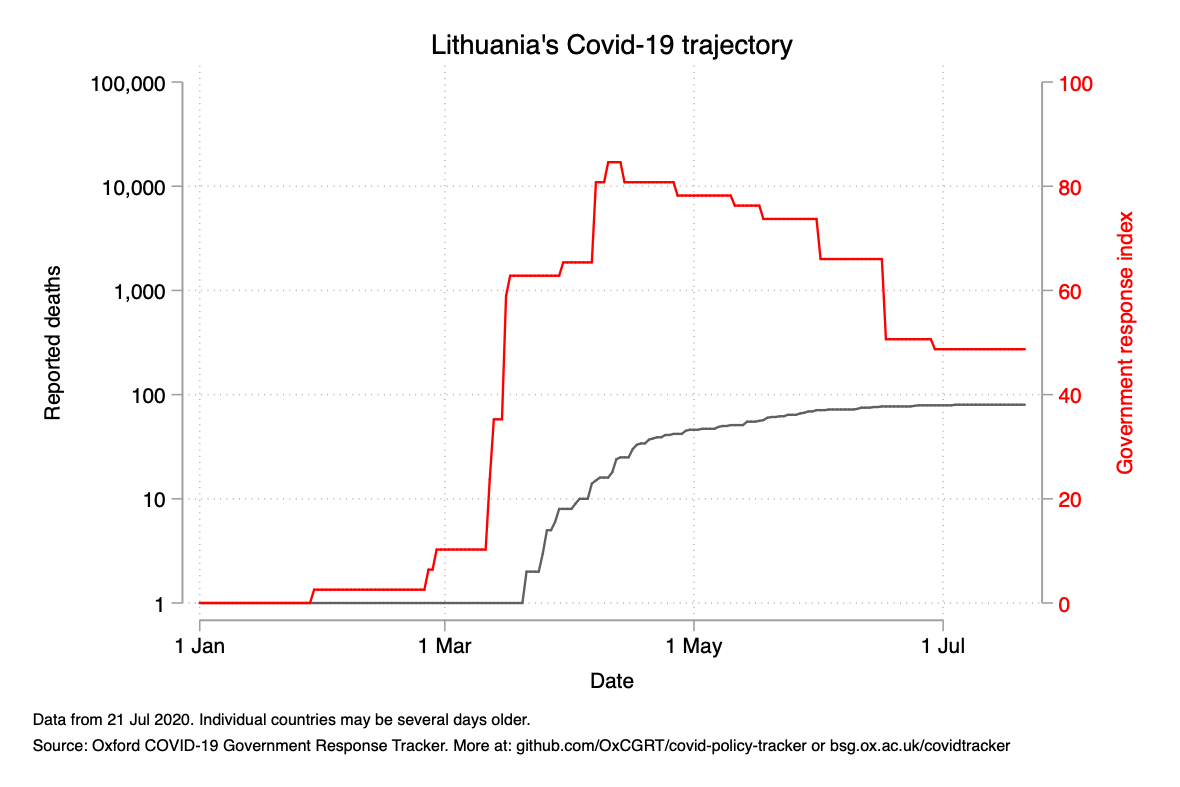 Lithuania's Covid-19 trajectory
100,000
10,000
1,000
100
10
1
Reported deaths
100
80
60
40
20
0
Government response index
1 Jan
1 Mar
1 May
1 Jul
Date
Data from 21 Jul 2020. Individual countries may be several days older.
Source: Oxford COVID-19 Government Response Tracker. More at: github.com/OxCGRT/covid-policy-tracker or bsg.ox.ac.uk/covidtracker